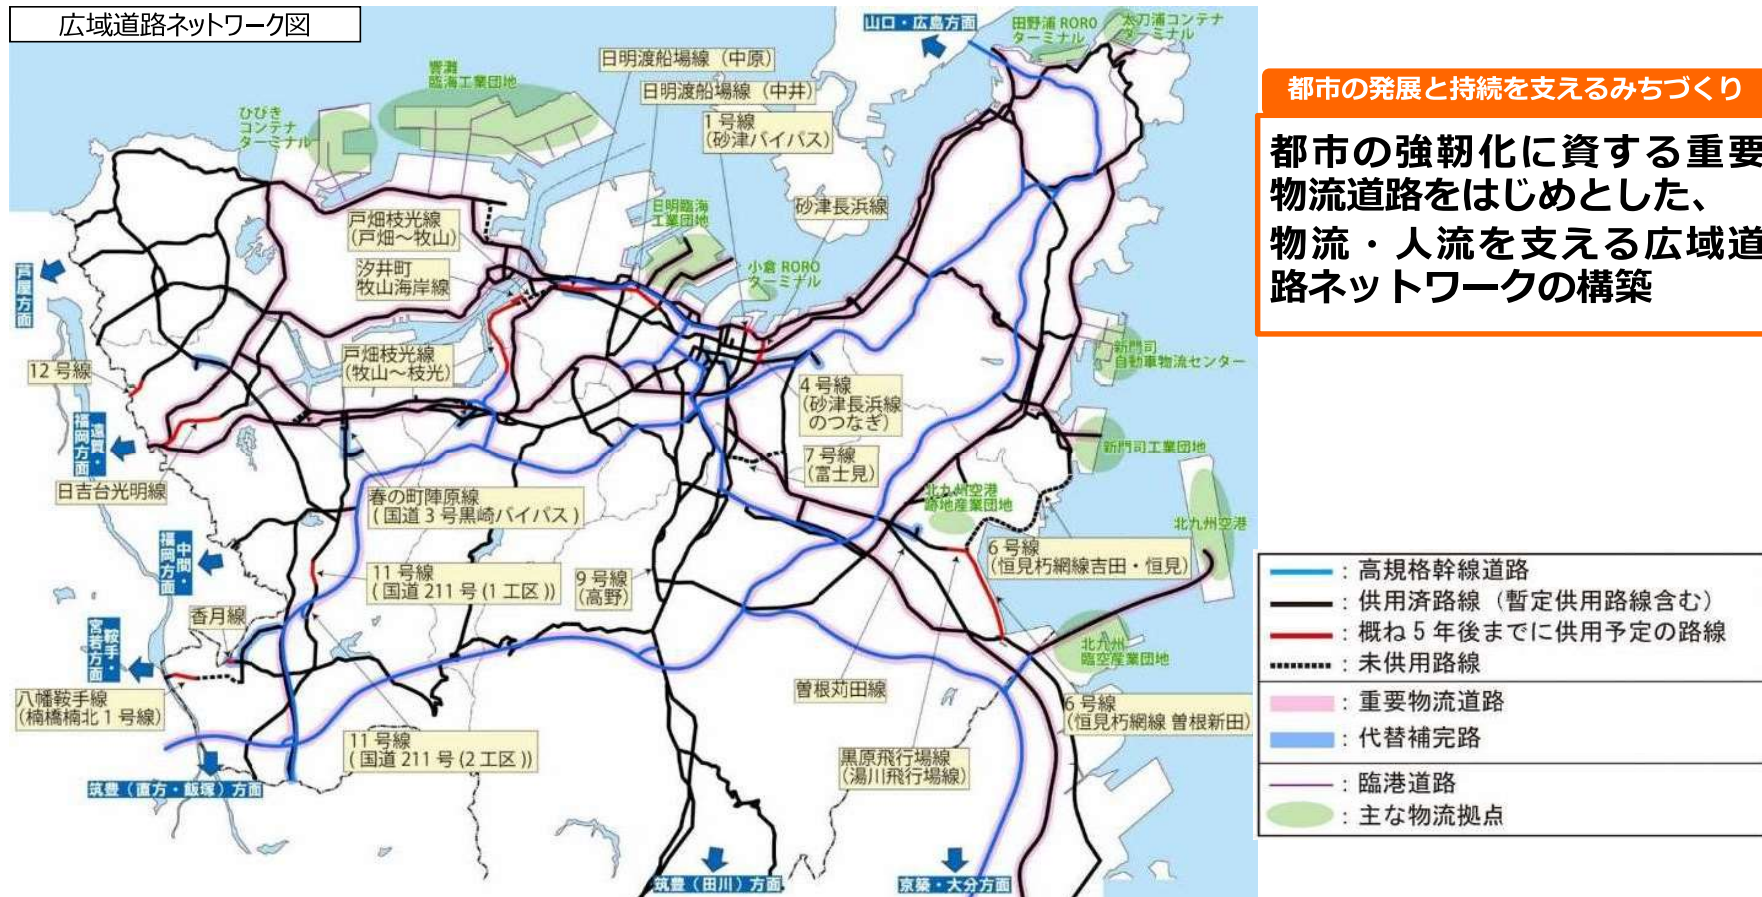 広域道路ネットワーク図
山口・広島方面
田野浦 RORO
ターミナル
太刀浦コンテナ
ターミナル
響灘
臨海工業団地
日明渡船場線（中原）
日明渡船場線（中井）
1 号線
（砂津バイパス）
ひびき
コンテナ
ターミナル
戸畑枝光線
（戸畑～牧山）
日明臨海
工業団地
砂津長浜線
汐井町
牧山海岸線
小倉 RORO
ターミナル
芦屋方面
戸畑枝光線
（牧山～枝光）
新門司
自動車物流センター
12 号線
4 号線
（砂津長浜線
のつなぎ）
遠賀・
福岡方面
新門司工業団地
7 号線
（富士見）
日吉台光明線
春の町陣原線
( 国道 3 号黒崎バイパス )
北九州空港
跡地産業団地
北九州空港
中間・
福岡方面
6 号線
（恒見朽網線吉田・恒見）
11 号線
( 国道 211 号 (1 工区 ))
9 号線
（高野）
香月線
鞍手・
宮若方面
北九州
臨空産業団地
八幡鞍手線
（楠橋楠北 1 号線）
曽根苅田線
6 号線
（恒見朽網線 曽根新田）
11 号線
( 国道 211 号 (2 工区 ))
黒原飛行場線
（湯川飛行場線）
筑豊（直方・飯塚）方面
筑豊（田川）方面
京築・大分方面
都市の発展と持続を支えるみちづくり
都市の強靭化に資する重要
物流道路をはじめとした、
物流・人流を支える広域道
路ネットワークの構築
：高規格幹線道路
：供用済路線（暫定供用路線含む）
：概ね 5 年後までに供用予定の路線
：未供用路線
：重要物流道路
：代替補完路
：臨港道路
：主な物流拠点